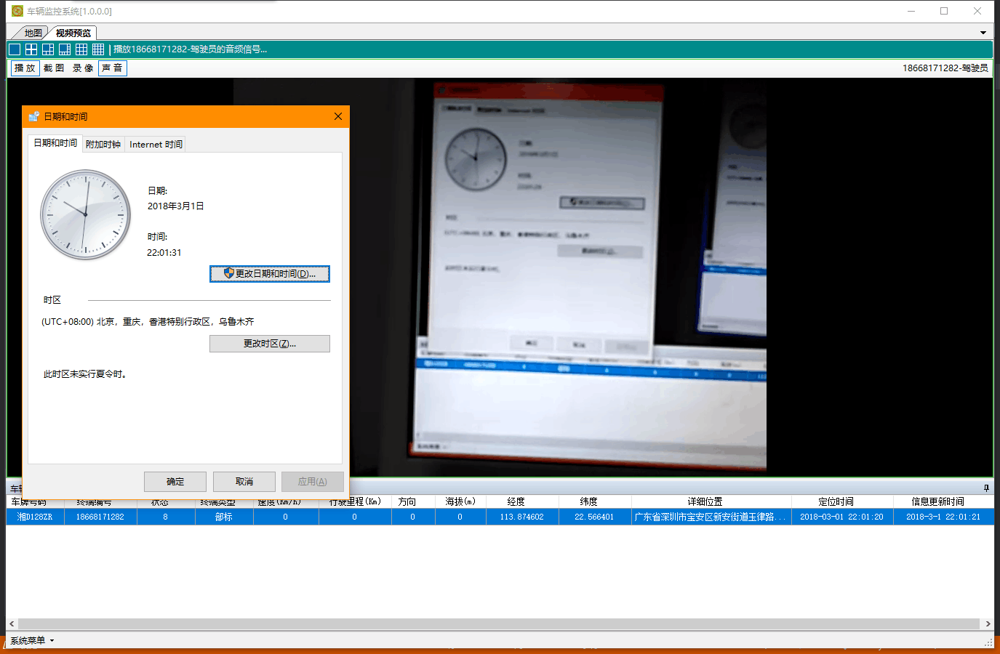 车辆监控系统[1.0.0.0]
地图 视频预览
播放18668171282-驾驶员的音频信号...
播 放 截 图 录 像 声 音 18668171282-驾驶员
日期和时间
日期和时间 附加时钟 Internet 时间
日期:
2018年3月1日
时间:
22:01:31
更改日期和时间(D)...
时区
(UTC+08:00) 北京，重庆，香港特别行政区，乌鲁木齐
更改时区(Z)...
此时区未实行夏令时。
确定 取消 应用(A)
车牌号码 终端编号 状态 终端类型 速度(Km/h) 行驶里程(Km) 方向 海拔(m) 经度 纬度 详细位置 定位时间 信息更新时间
湘D128ZR 18668171282 8 部标 0 0 0 0 113.874602 22.566401 广东省深圳市宝安区新安街道玉律路... 2018-03-01 22:01:20 2018-3-1 22:01:21
系统菜单